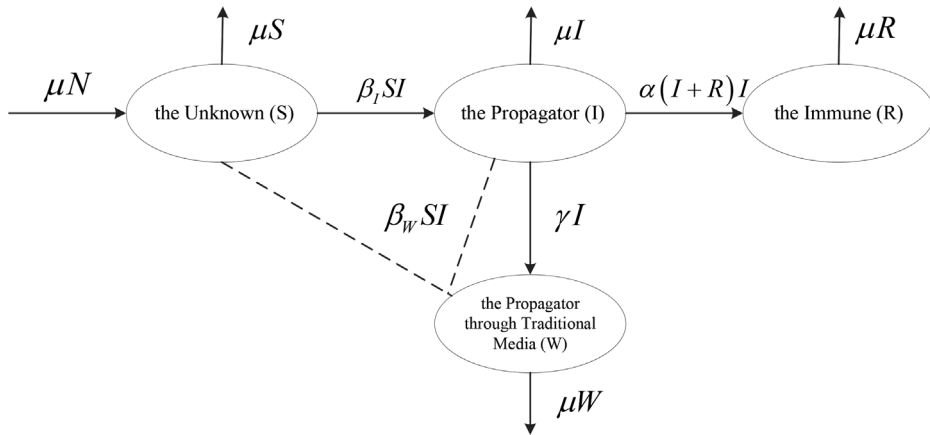 μS
μI
μR
μN
the Unknown (S)
β_I SI
the Propagator (I)
α(I + R)I
the Immune (R)
β_W SI
γI
the Propagator
through Traditional
Media (W)
μW